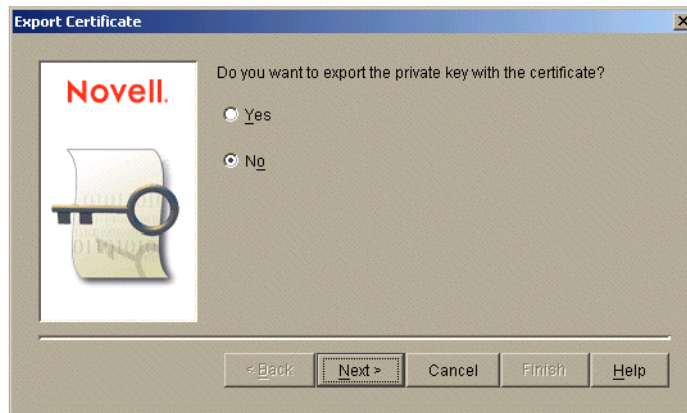 Export Certificate
Novell.
Do you want to export the private key with the certificate?
Yes
No
< Back
Next >
Cancel
Finish
Help